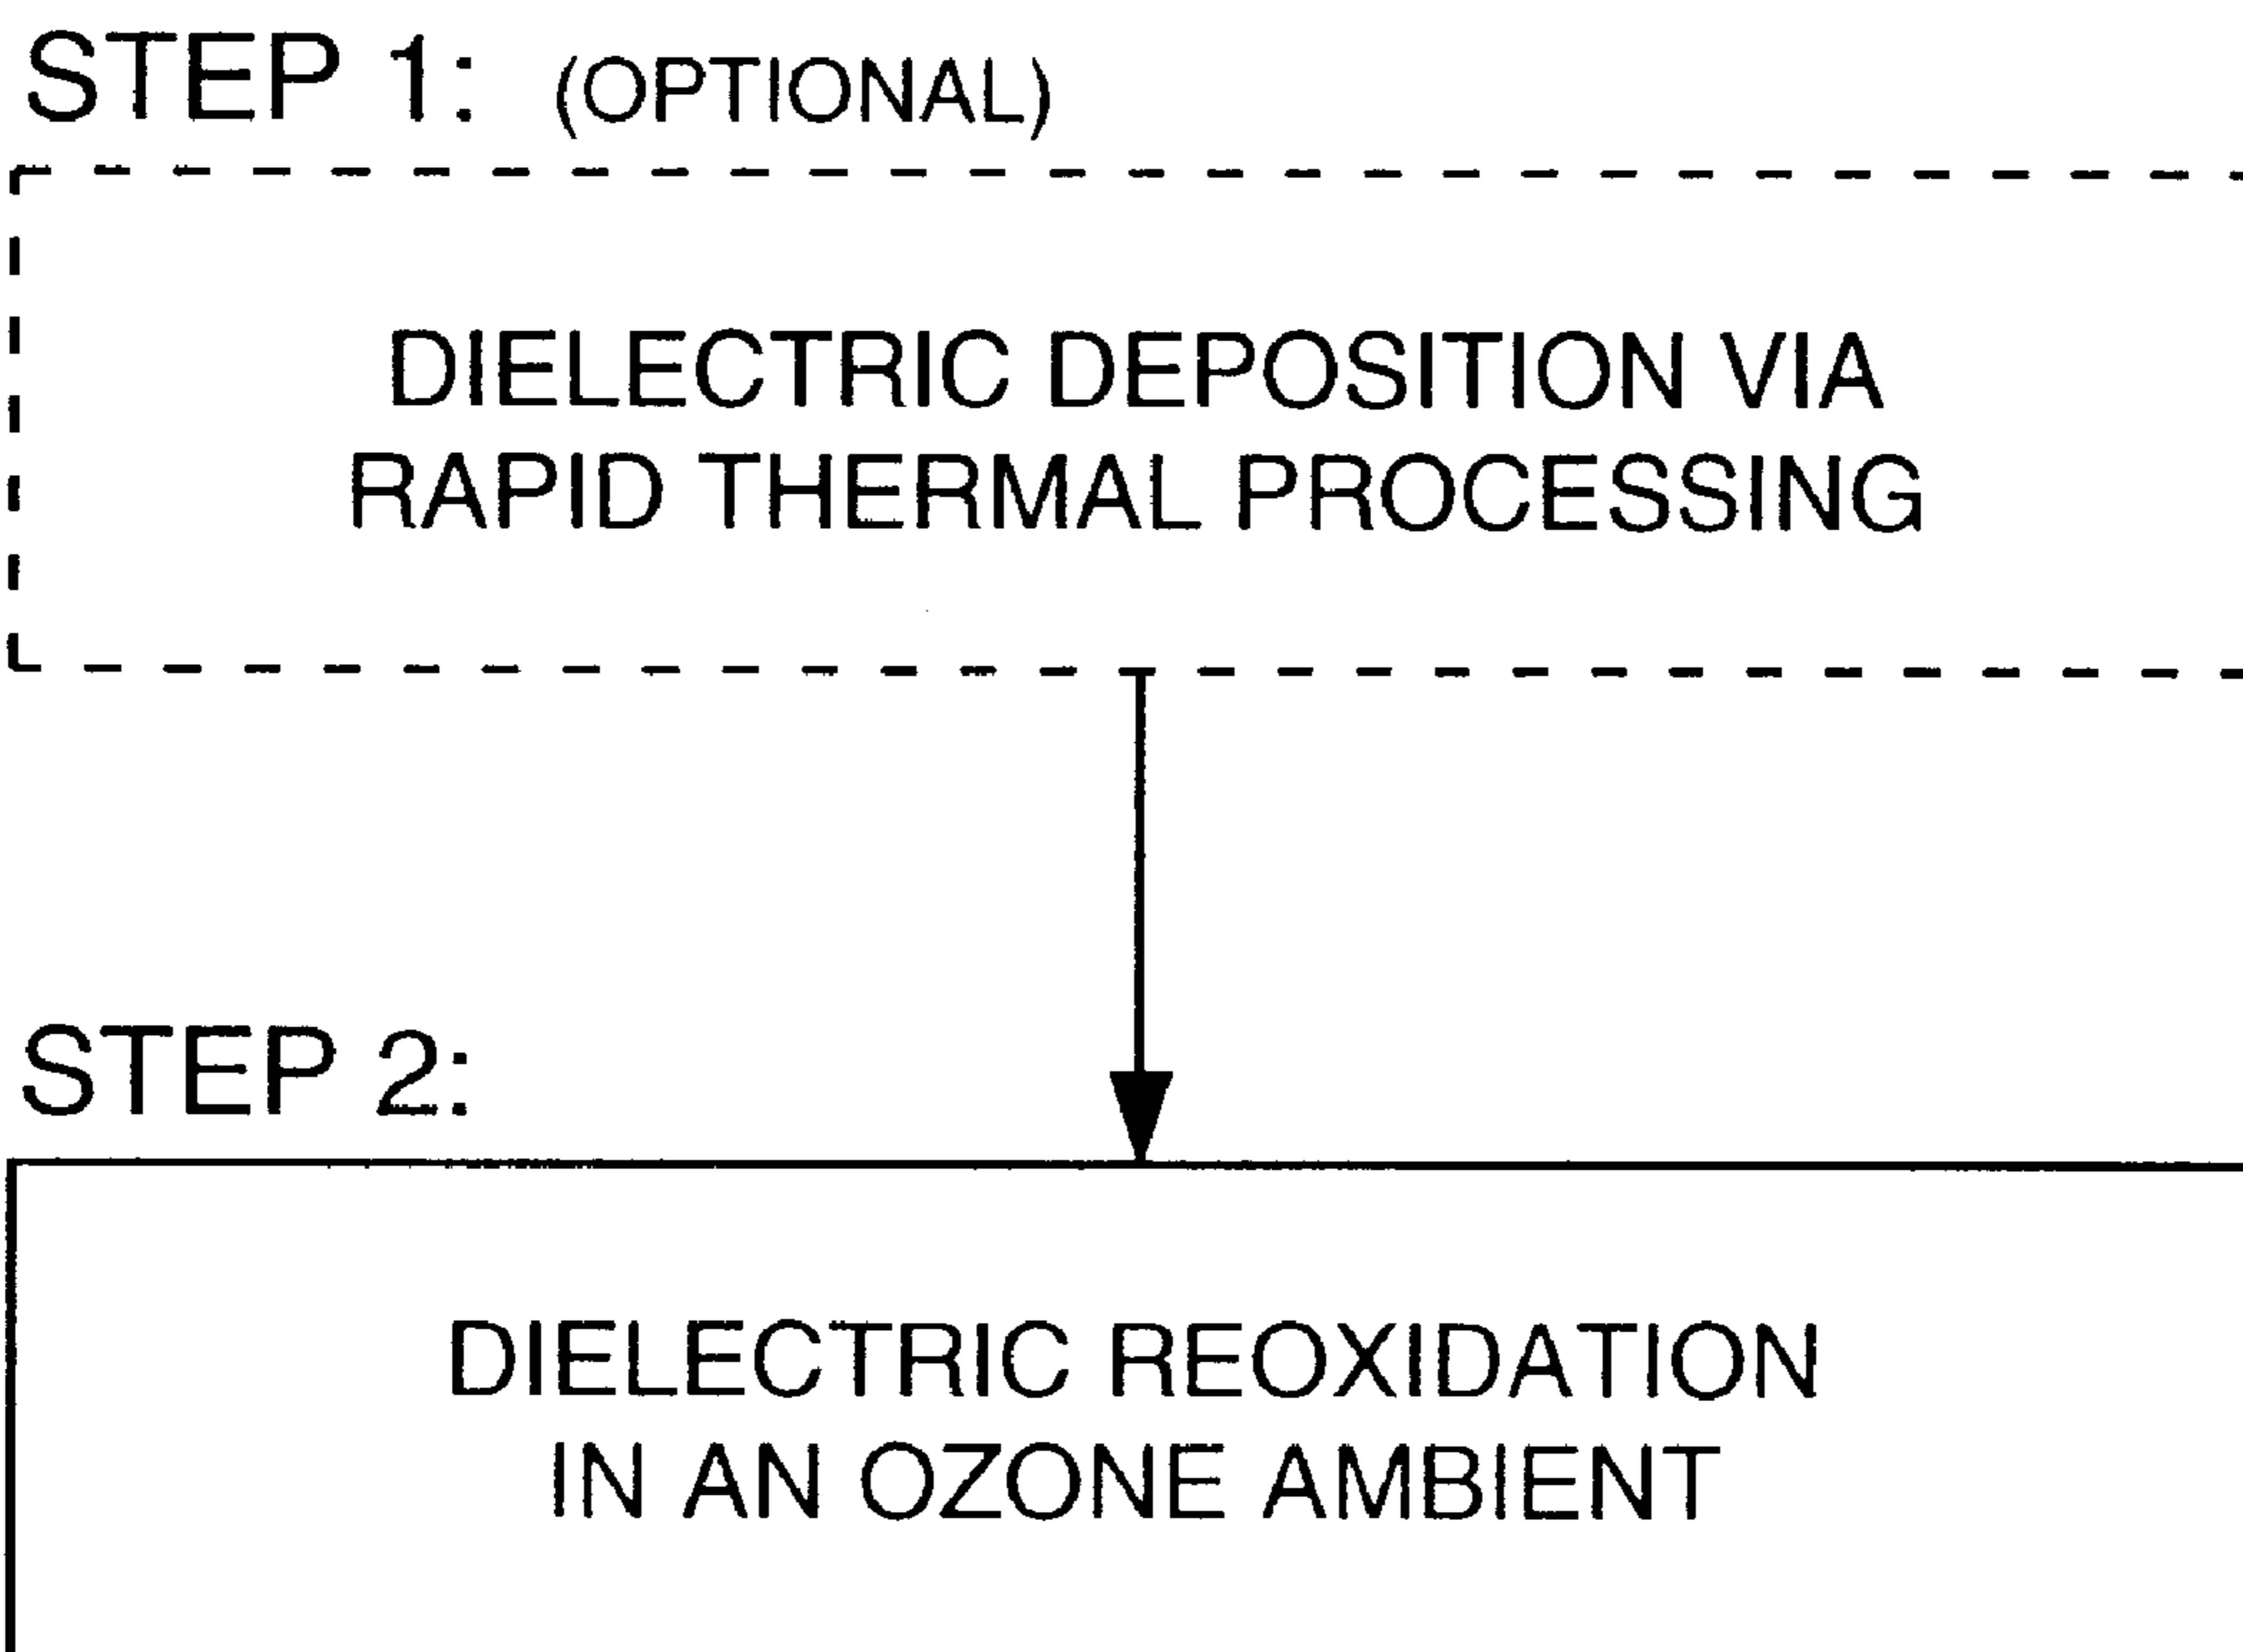 STEP 1: (OPTIONAL)
DIELECTRIC DEPOSITION VIA
RAPID THERMAL PROCESSING
STEP 2:
DIELECTRIC REOXIDATION
IN AN OZONE AMBIENT